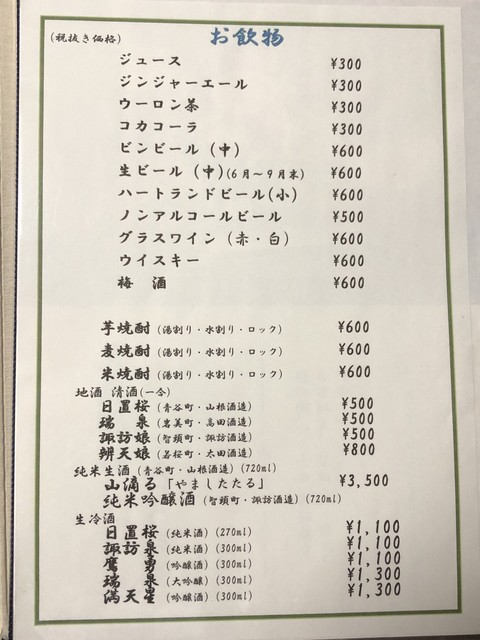 (税抜き価格)
お飲物
ジュース ¥300
ジンジャーエール ¥300
ウーロン茶 ¥300
コカコーラ ¥300
ビンビール (中) ¥600
生ビール (中)(6月〜9月末) ¥600
ハートランドビール(小) ¥600
ノンアルコールビール ¥500
グラスワイン (赤・白) ¥600
ウイスキー ¥600
梅 酒 ¥600
芋焼酎 (湯割り・水割り・ロック) ¥600
麦焼酎 (湯割り・水割り・ロック) ¥600
米焼酎 (湯割り・水割り・ロック) ¥600
地酒 清酒(一合)
日置桜 (青谷町・山根酒造) ¥500
瑞 泉 (岩美町・高田酒造) ¥500
諏訪娘 (智頭町・諏訪酒造) ¥500
辨天娘 (若桜町・太田酒造) ¥800
純米生酒 (青谷町・山根酒造) (720ml)
山滴る「やましたたる」 ¥3,500
純米吟醸酒 (智頭町・諏訪酒造) (720ml)
生冷酒
日置桜 (純米酒) (270ml) ¥1,100
諏訪泉 (純米酒) (300ml) ¥1,100
鷹 勇 (吟醸酒) (300ml) ¥1,100
瑞 泉 (大吟醸) (300ml) ¥1,300
満天星 (吟醸酒) (300ml) ¥1,300